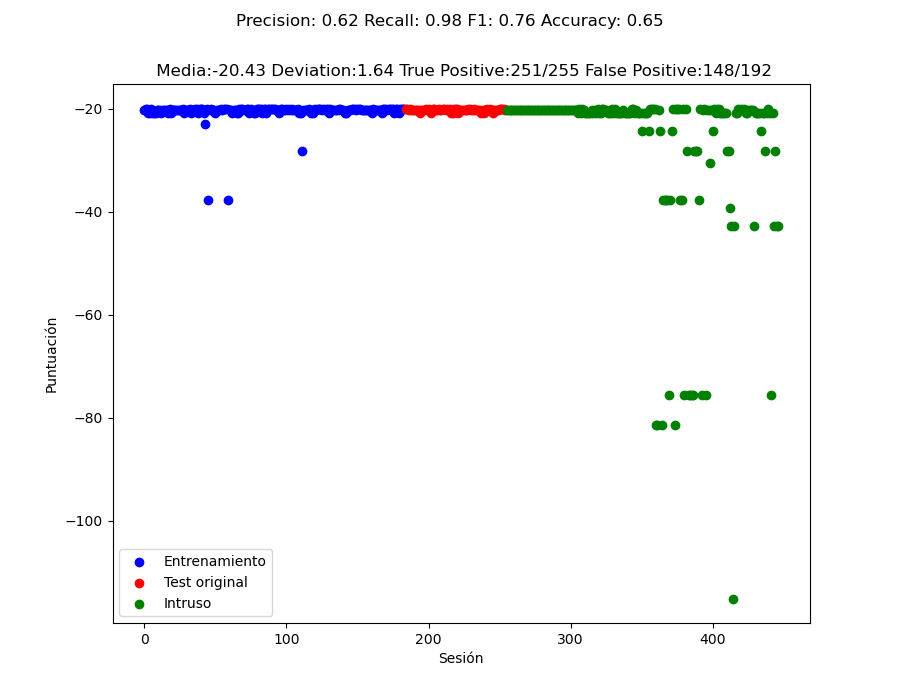 Precision: 0.62 Recall: 0.98 F1: 0.76 Accuracy: 0.65
Media:-20.43 Deviation:1.64 True Positive:251/255 False Positive:148/192
−20
−40
−60
−80
−100
Puntuación
Entrenamiento
Test original
Intruso
0
100
200
300
400
Sesión